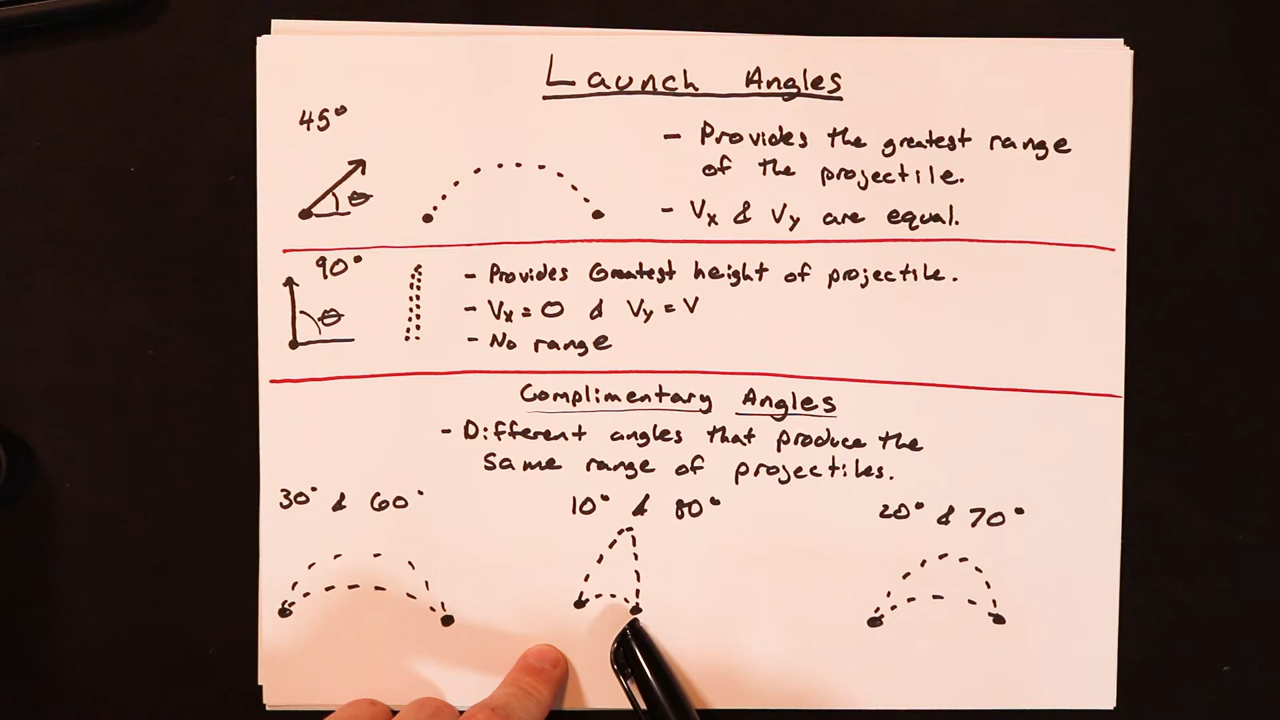 Launch Angles
45°
θ
- Provides the greatest range
of the projectile.
- Vx & Vy are equal.
90°
θ
- Provides Greatest height of projectile.
- Vx = 0 & Vy = V
- No range
Complimentary Angles
- Different angles that produce the
same range of projectiles.
30° & 60°
10° & 80°
20° & 70°